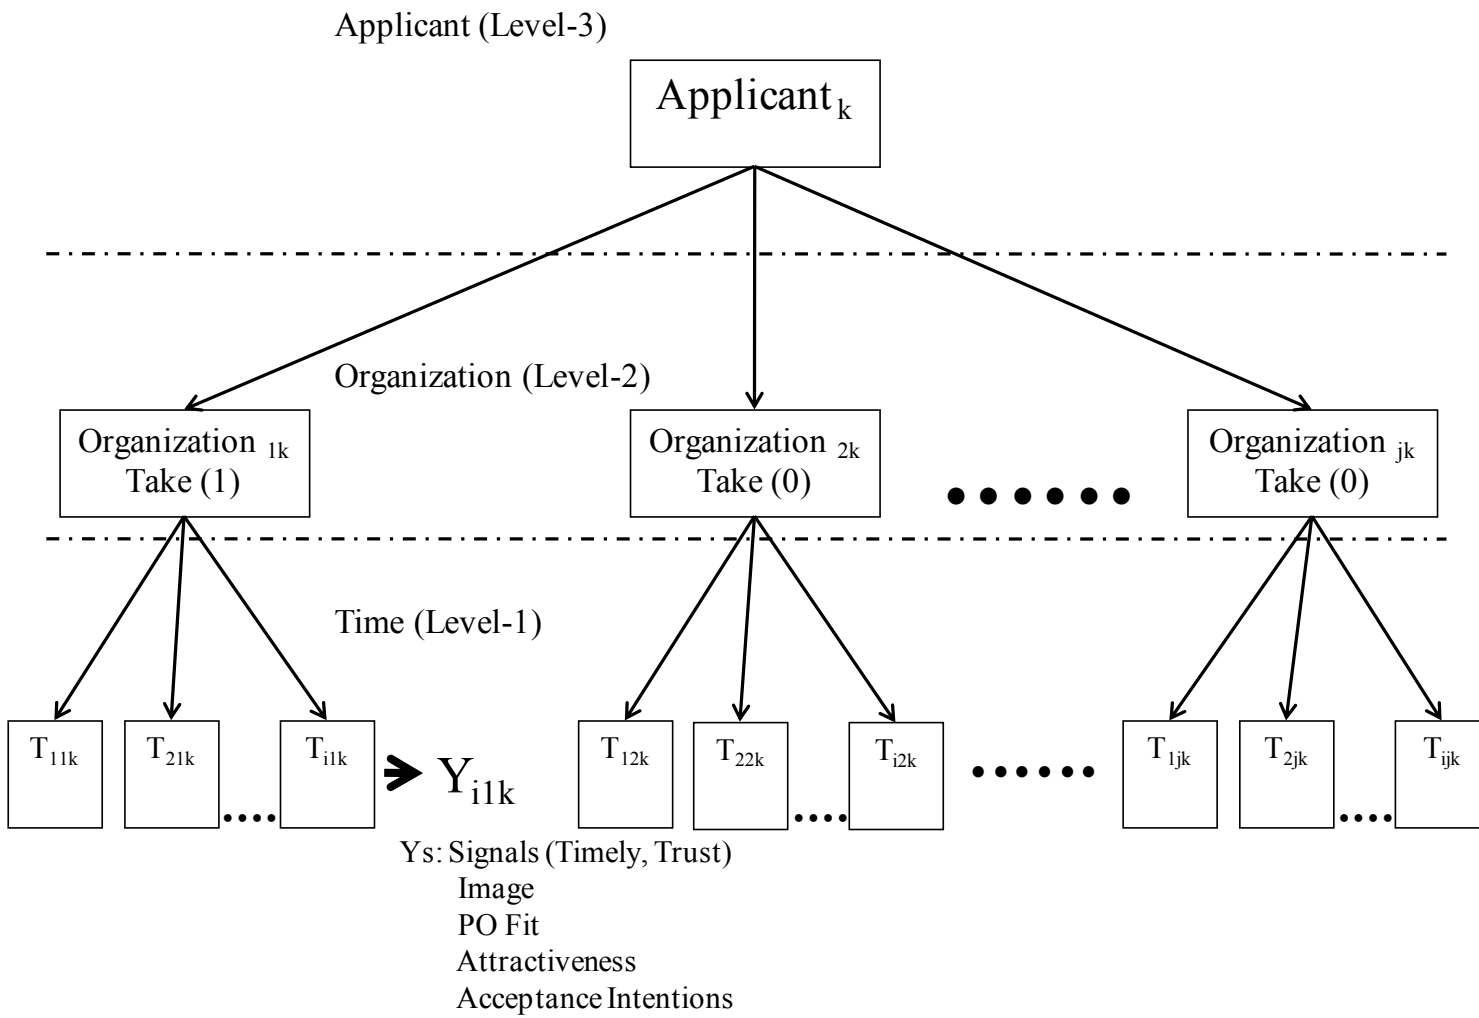 Applicant (Level-3)
Applicant k
Organization (Level-2)
Organization 1k
Take (1)
Organization 2k
Take (0)
Organization jk
Take (0)
Time (Level-1)
T11k
T21k
Ti1k
Yi1k
T12k
T22k
Ti2k
T1jk
T2jk
Tijk
Ys: Signals (Timely, Trust)
Image
PO Fit
Attractiveness
Acceptance Intentions